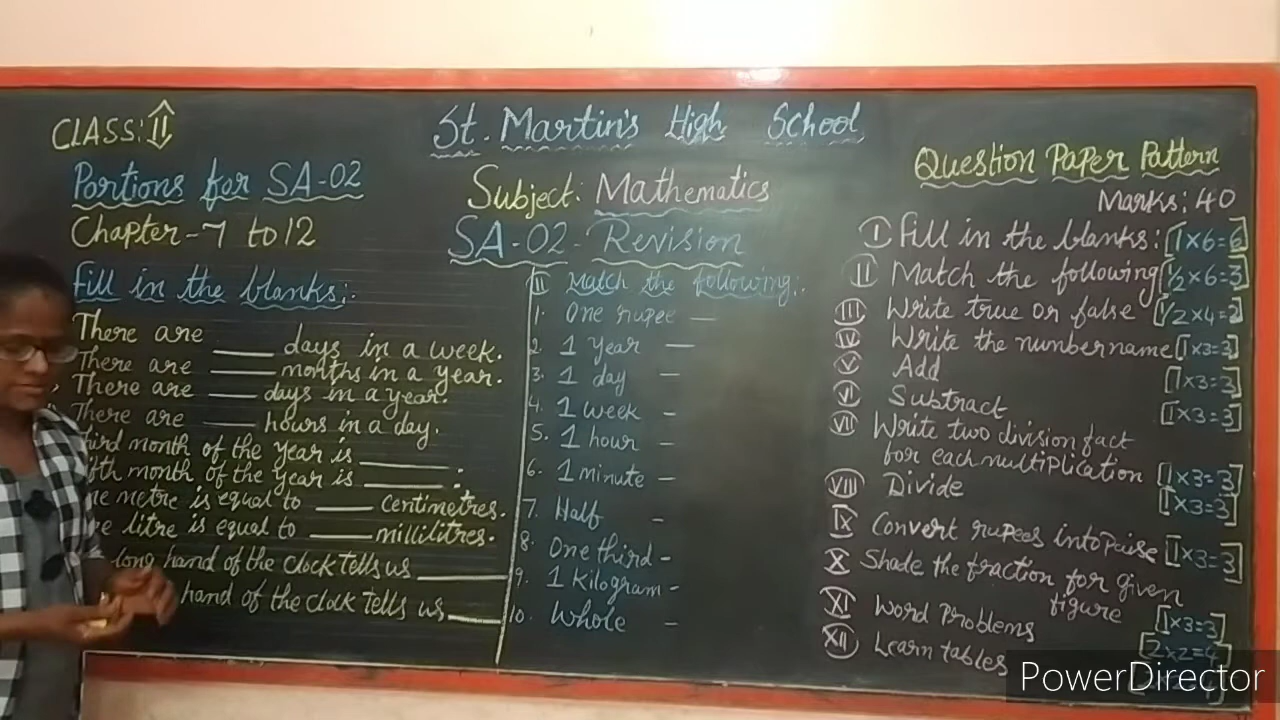 CLASS: II
St. Martin's High School
Portions for SA-02
Subject: Mathematics
Chapter-7 to 12
SA-02-Revision
Fill in the blanks:
There are ____ days in a week.
There are ____ months in a year.
There are ____ days in a year.
There are ____ hours in a day.
month of the year is ____
month of the year is ____.
metre is equal to ____ centimetres.
litre is equal to ____ millilitres.
long hand of the clock tells us ____
hand of the clock tells us ____
II Match the following:
1. One rupee —
2 1 year —
3. 1 day —
4. 1 week -
5. 1 hour -
6. 1 minute -
7. Half -
8. One third -
9. 1 Kilogram -
10. Whole -
Question Paper Pattern
Marks: 40
I Fill in the blanks: [1×6=6]
II Match the following [½×6=3]
III Write true or false [½×4=2]
IV Write the number name [1×3=3]
V Add [1×3=3]
VI Subtract [1×3=3]
VII Write two division fact
for each multiplication [1×3=3]
VIII Divide [1×3=3]
IX Convert rupees into paise [1×3=3]
X Shade the fraction for given
figure [1×3=3]
XI Word Problems [2×2=4]
XII Learn tables
PowerDirector